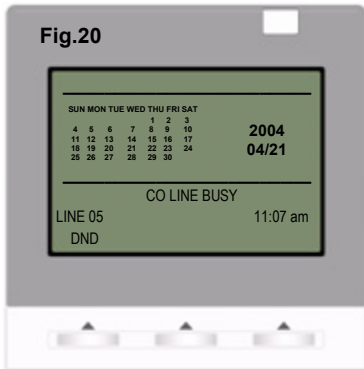 Fig.20
SUN MON TUE WED THU FRI SAT
1 2 3
4 5 6 7 8 9 10
11 12 13 14 15 16 17
18 19 20 21 22 23 24
25 26 27 28 29 30
2004
04/21
CO LINE BUSY
LINE 05 11:07 am
DND